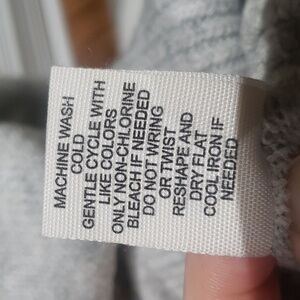 MACHINE WASH
COLD
GENTLE CYCLE WITH
LIKE COLORS
ONLY NON-CHLORINE
BLEACH IF NEEDED
DO NOT WRING
OR TWIST
RESHAPE AND
DRY FLAT
COOL IRON IF
NEEDED